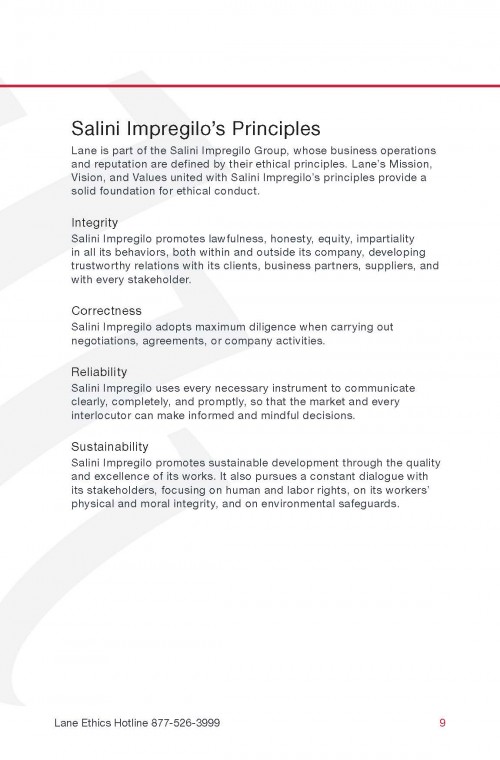 Salini Impregilo's Principles
Lane is part of the Salini Impregilo Group, whose business operations
and reputation are defined by their ethical principles. Lane's Mission,
Vision, and Values united with Salini Impregilo's principles provide a
solid foundation for ethical conduct.
Integrity
Salini Impregilo promotes lawfulness, honesty, equity, impartiality
in all its behaviors, both within and outside its company, developing
trustworthy relations with its clients, business partners, suppliers, and
with every stakeholder.
Correctness
Salini Impregilo adopts maximum diligence when carrying out
negotiations, agreements, or company activities.
Reliability
Salini Impregilo uses every necessary instrument to communicate
clearly, completely, and promptly, so that the market and every
interlocutor can make informed and mindful decisions.
Sustainability
Salini Impregilo promotes sustainable development through the quality
and excellence of its works. It also pursues a constant dialogue with
its stakeholders, focusing on human and labor rights, on its workers'
physical and moral integrity, and on environmental safeguards.
Lane Ethics Hotline 877-526-3999 9